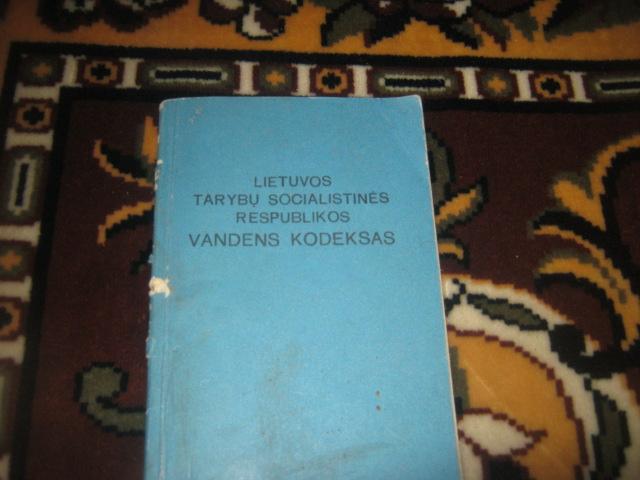 LIETUVOS
TARYBŲ SOCIALISTINĖS
RESPUBLIKOS
VANDENS KODEKSAS